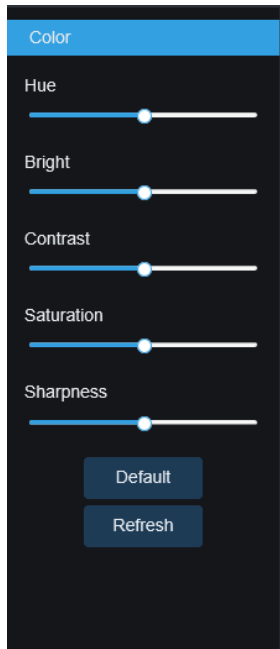 Color
Hue
Bright
Contrast
Saturation
Sharpness
Default
Refresh